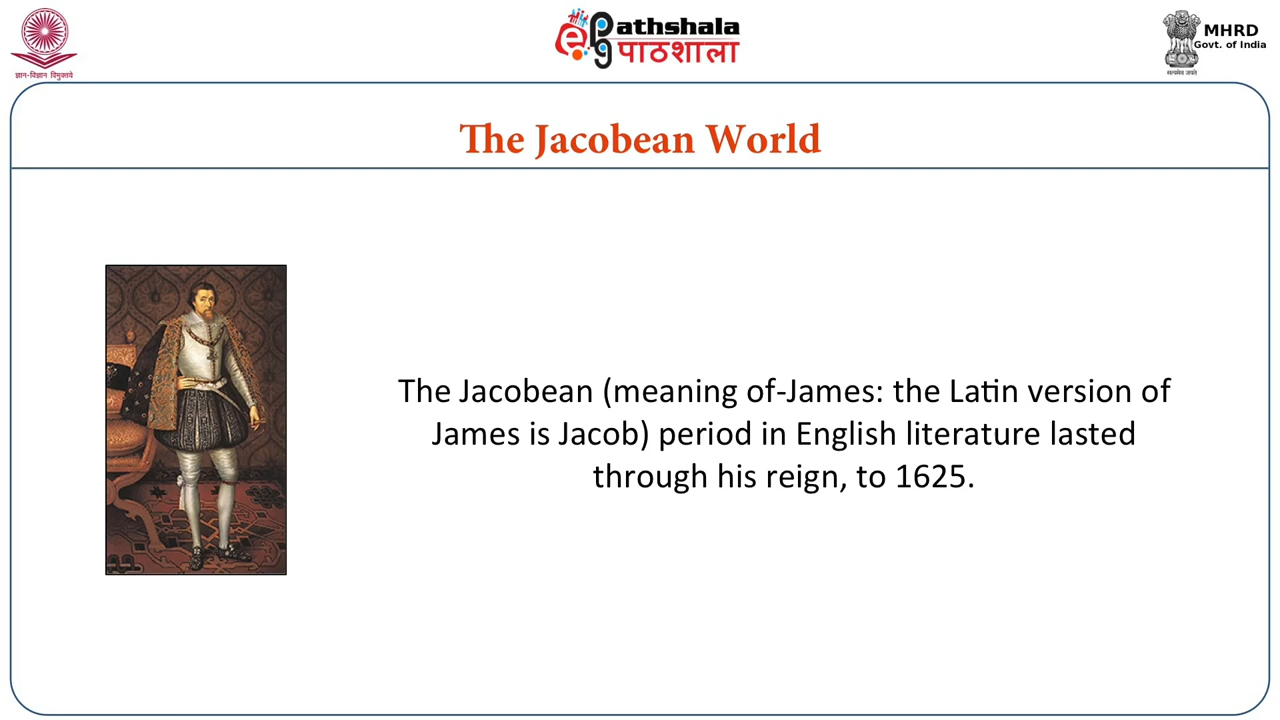 ज्ञान-विज्ञान विमुक्तये
ePathshala
पाठशाला
MHRD
Govt. of India
सत्यमेव जयते
The Jacobean World
The Jacobean (meaning of-James: the Latin version of
James is Jacob) period in English literature lasted
through his reign, to 1625.